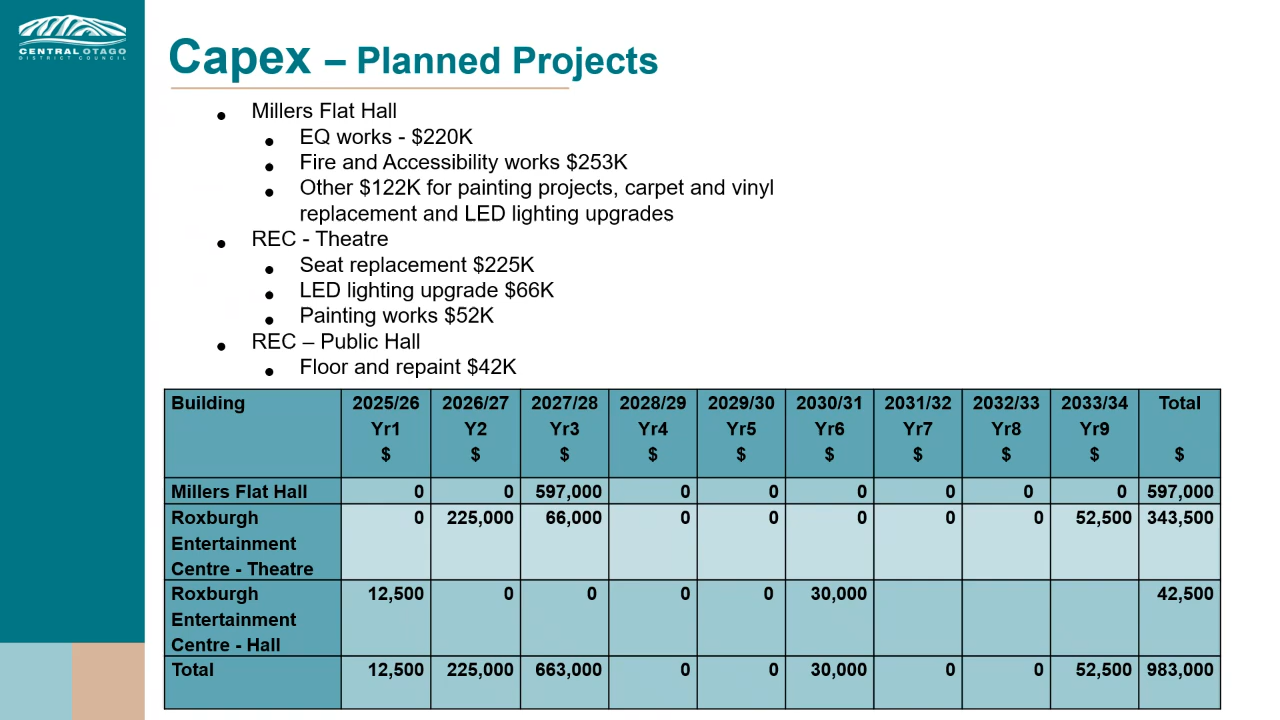 CENTRAL OTAGO
DISTRICT COUNCIL
Capex – Planned Projects
• Millers Flat Hall
• EQ works - $220K
• Fire and Accessibility works $253K
• Other $122K for painting projects, carpet and vinyl
replacement and LED lighting upgrades
• REC - Theatre
• Seat replacement $225K
• LED lighting upgrade $66K
• Painting works $52K
• REC – Public Hall
• Floor and repaint $42K
Building 2025/26 2026/27 2027/28 2028/29 2029/30 2030/31 2031/32 2032/33 2033/34 Total
Yr1 Y2 Yr3 Yr4 Yr5 Yr6 Yr7 Yr8 Yr9
$ $ $ $ $ $ $ $ $ $
Millers Flat Hall 0 0 597,000 0 0 0 0 0 0 597,000
Roxburgh 0 225,000 66,000 0 0 0 0 0 52,500 343,500
Entertainment
Centre - Theatre
Roxburgh 12,500 0 0 0 0 30,000 42,500
Entertainment
Centre - Hall
Total 12,500 225,000 663,000 0 0 30,000 0 0 52,500 983,000